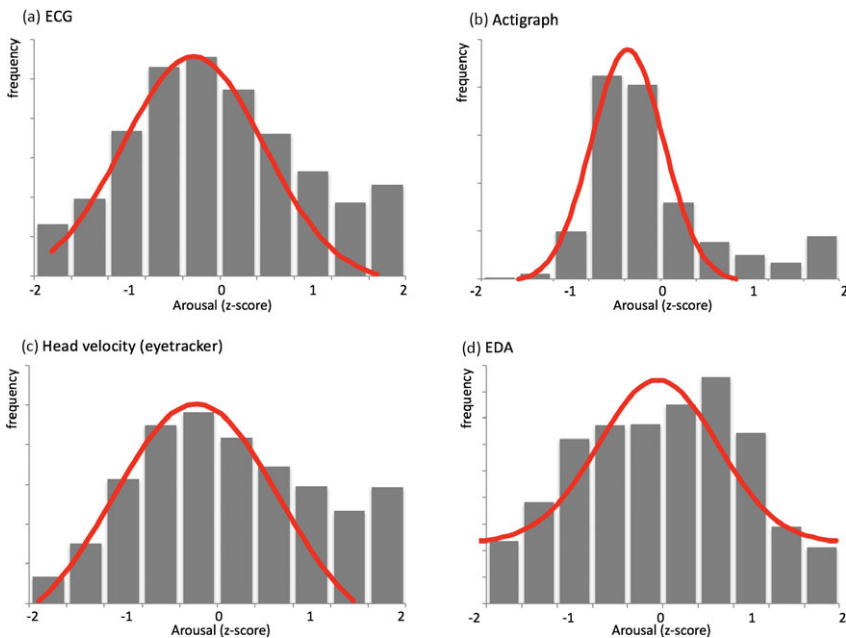 (a) ECG
frequency
-2 -1 0 1 2
Arousal (z-score)
(b) Actigraph
frequency
-2 -1 0 1 2
Arousal (z-score)
(c) Head velocity (eyetracker)
frequency
-2 -1 0 1 2
Arousal (z-score)
(d) EDA
frequency
-2 -1 0 1 2
Arousal (z-score)